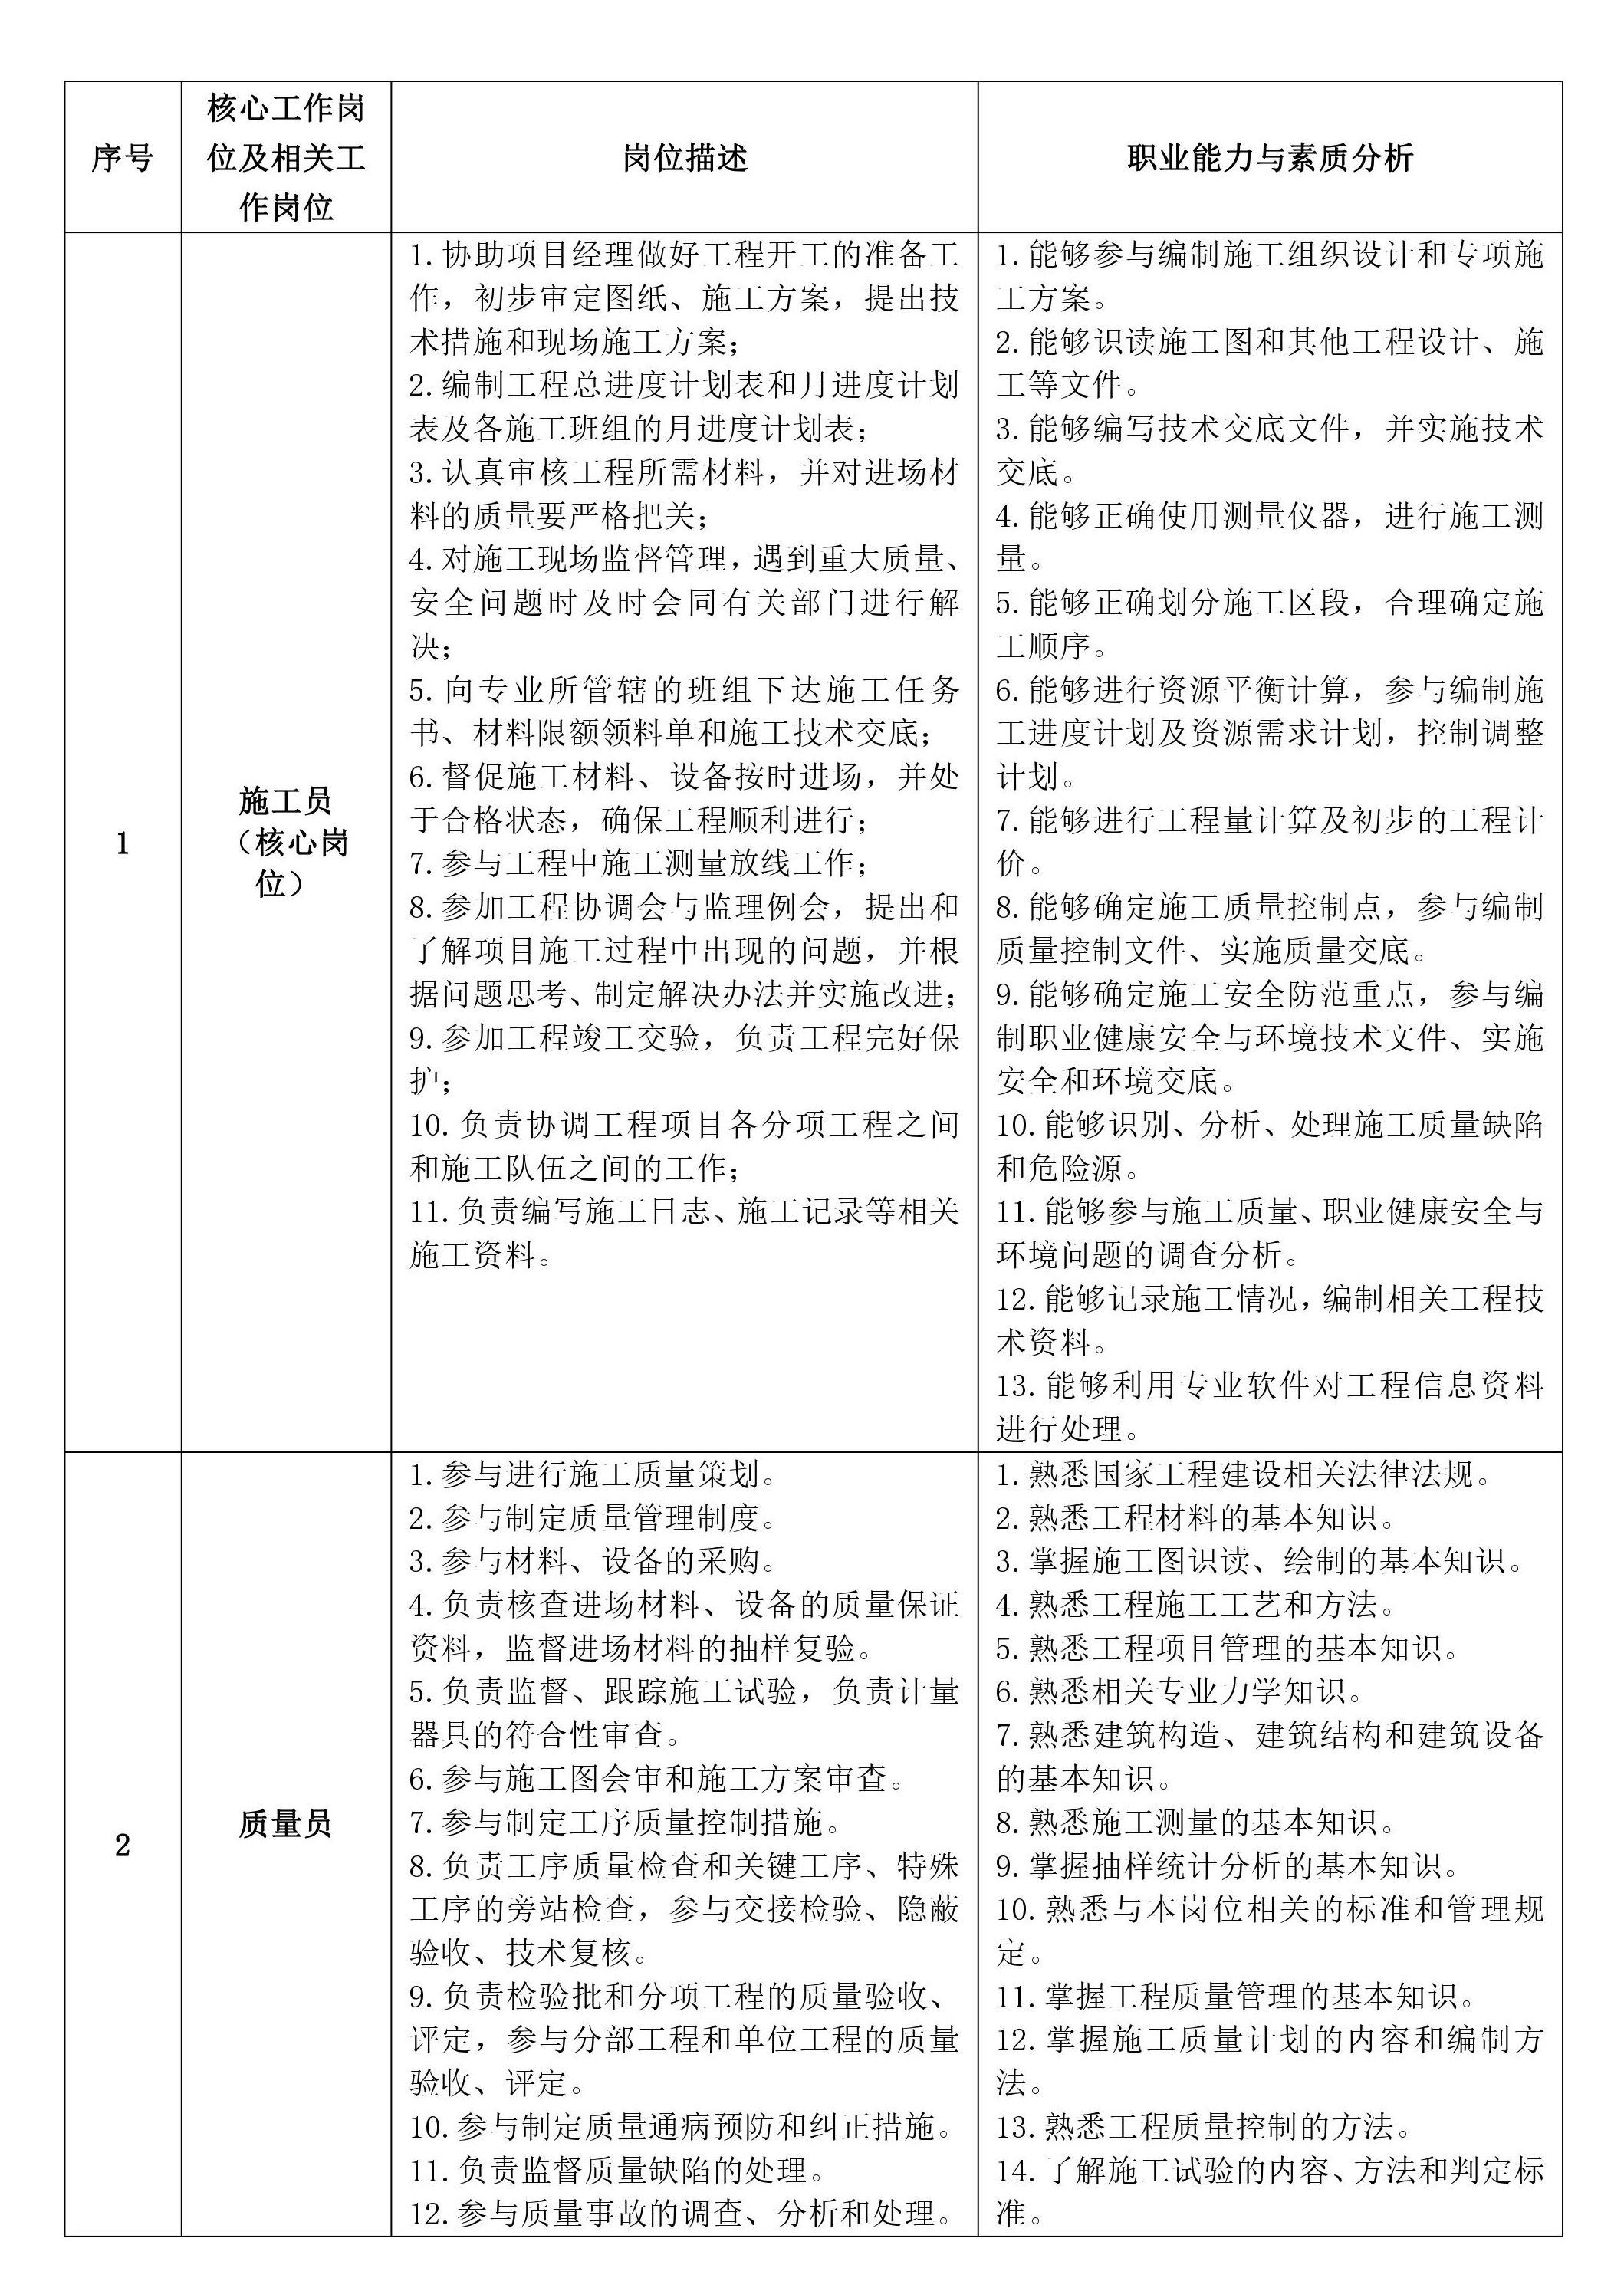 序号
核心工作岗
位及相关工
作岗位
岗位描述
职业能力与素质分析
1
施工员
（核心岗
位）
1.协助项目经理做好工程开工的准备工
作，初步审定图纸、施工方案，提出技
术措施和现场施工方案；
2.编制工程总进度计划表和月进度计划
表及各施工班组的月进度计划表；
3.认真审核工程所需材料，并对进场材
料的质量要严格把关；
4.对施工现场监督管理，遇到重大质量、
安全问题时及时会同有关部门进行解
决；
5.向专业所管辖的班组下达施工任务
书、材料限额领料单和施工技术交底；
6.督促施工材料、设备按时进场，并处
于合格状态，确保工程顺利进行；
7.参与工程中施工测量放线工作；
8.参加工程协调会与监理例会，提出和
了解项目施工过程中出现的问题，并根
据问题思考、制定解决办法并实施改进；
9.参加工程竣工交验，负责工程完好保
护；
10.负责协调工程项目各分项工程之间
和施工队伍之间的工作；
11.负责编写施工日志、施工记录等相关
施工资料。
1.能够参与编制施工组织设计和专项施
工方案。
2.能够识读施工图和其他工程设计、施
工等文件。
3.能够编写技术交底文件，并实施技术
交底。
4.能够正确使用测量仪器，进行施工测
量。
5.能够正确划分施工区段，合理确定施
工顺序。
6.能够进行资源平衡计算，参与编制施
工进度计划及资源需求计划，控制调整
计划。
7.能够进行工程量计算及初步的工程计
价。
8.能够确定施工质量控制点，参与编制
质量控制文件、实施质量交底。
9.能够确定施工安全防范重点，参与编
制职业健康安全与环境技术文件、实施
安全和环境交底。
10.能够识别、分析、处理施工质量缺陷
和危险源。
11.能够参与施工质量、职业健康安全与
环境问题的调查分析。
12.能够记录施工情况，编制相关工程技
术资料。
13.能够利用专业软件对工程信息资料
进行处理。
2
质量员
1.参与进行施工质量策划。
2.参与制定质量管理制度。
3.参与材料、设备的采购。
4.负责核查进场材料、设备的质量保证
资料，监督进场材料的抽样复验。
5.负责监督、跟踪施工试验，负责计量
器具的符合性审查。
6.参与施工图会审和施工方案审查。
7.参与制定工序质量控制措施。
8.负责工序质量检查和关键工序、特殊
工序的旁站检查，参与交接检验、隐蔽
验收、技术复核。
9.负责检验批和分项工程的质量验收、
评定，参与分部工程和单位工程的质量
验收、评定。
10.参与制定质量通病预防和纠正措施。
11.负责监督质量缺陷的处理。
12.参与质量事故的调查、分析和处理。
1.熟悉国家工程建设相关法律法规。
2.熟悉工程材料的基本知识。
3.掌握施工图识读、绘制的基本知识。
4.熟悉工程施工工艺和方法。
5.熟悉工程项目管理的基本知识。
6.熟悉相关专业力学知识。
7.熟悉建筑构造、建筑结构和建筑设备
的基本知识。
8.熟悉施工测量的基本知识。
9.掌握抽样统计分析的基本知识。
10.熟悉与本岗位相关的标准和管理规
定。
11.掌握工程质量管理的基本知识。
12.掌握施工质量计划的内容和编制方
法。
13.熟悉工程质量控制的方法。
14.了解施工试验的内容、方法和判定标
准。